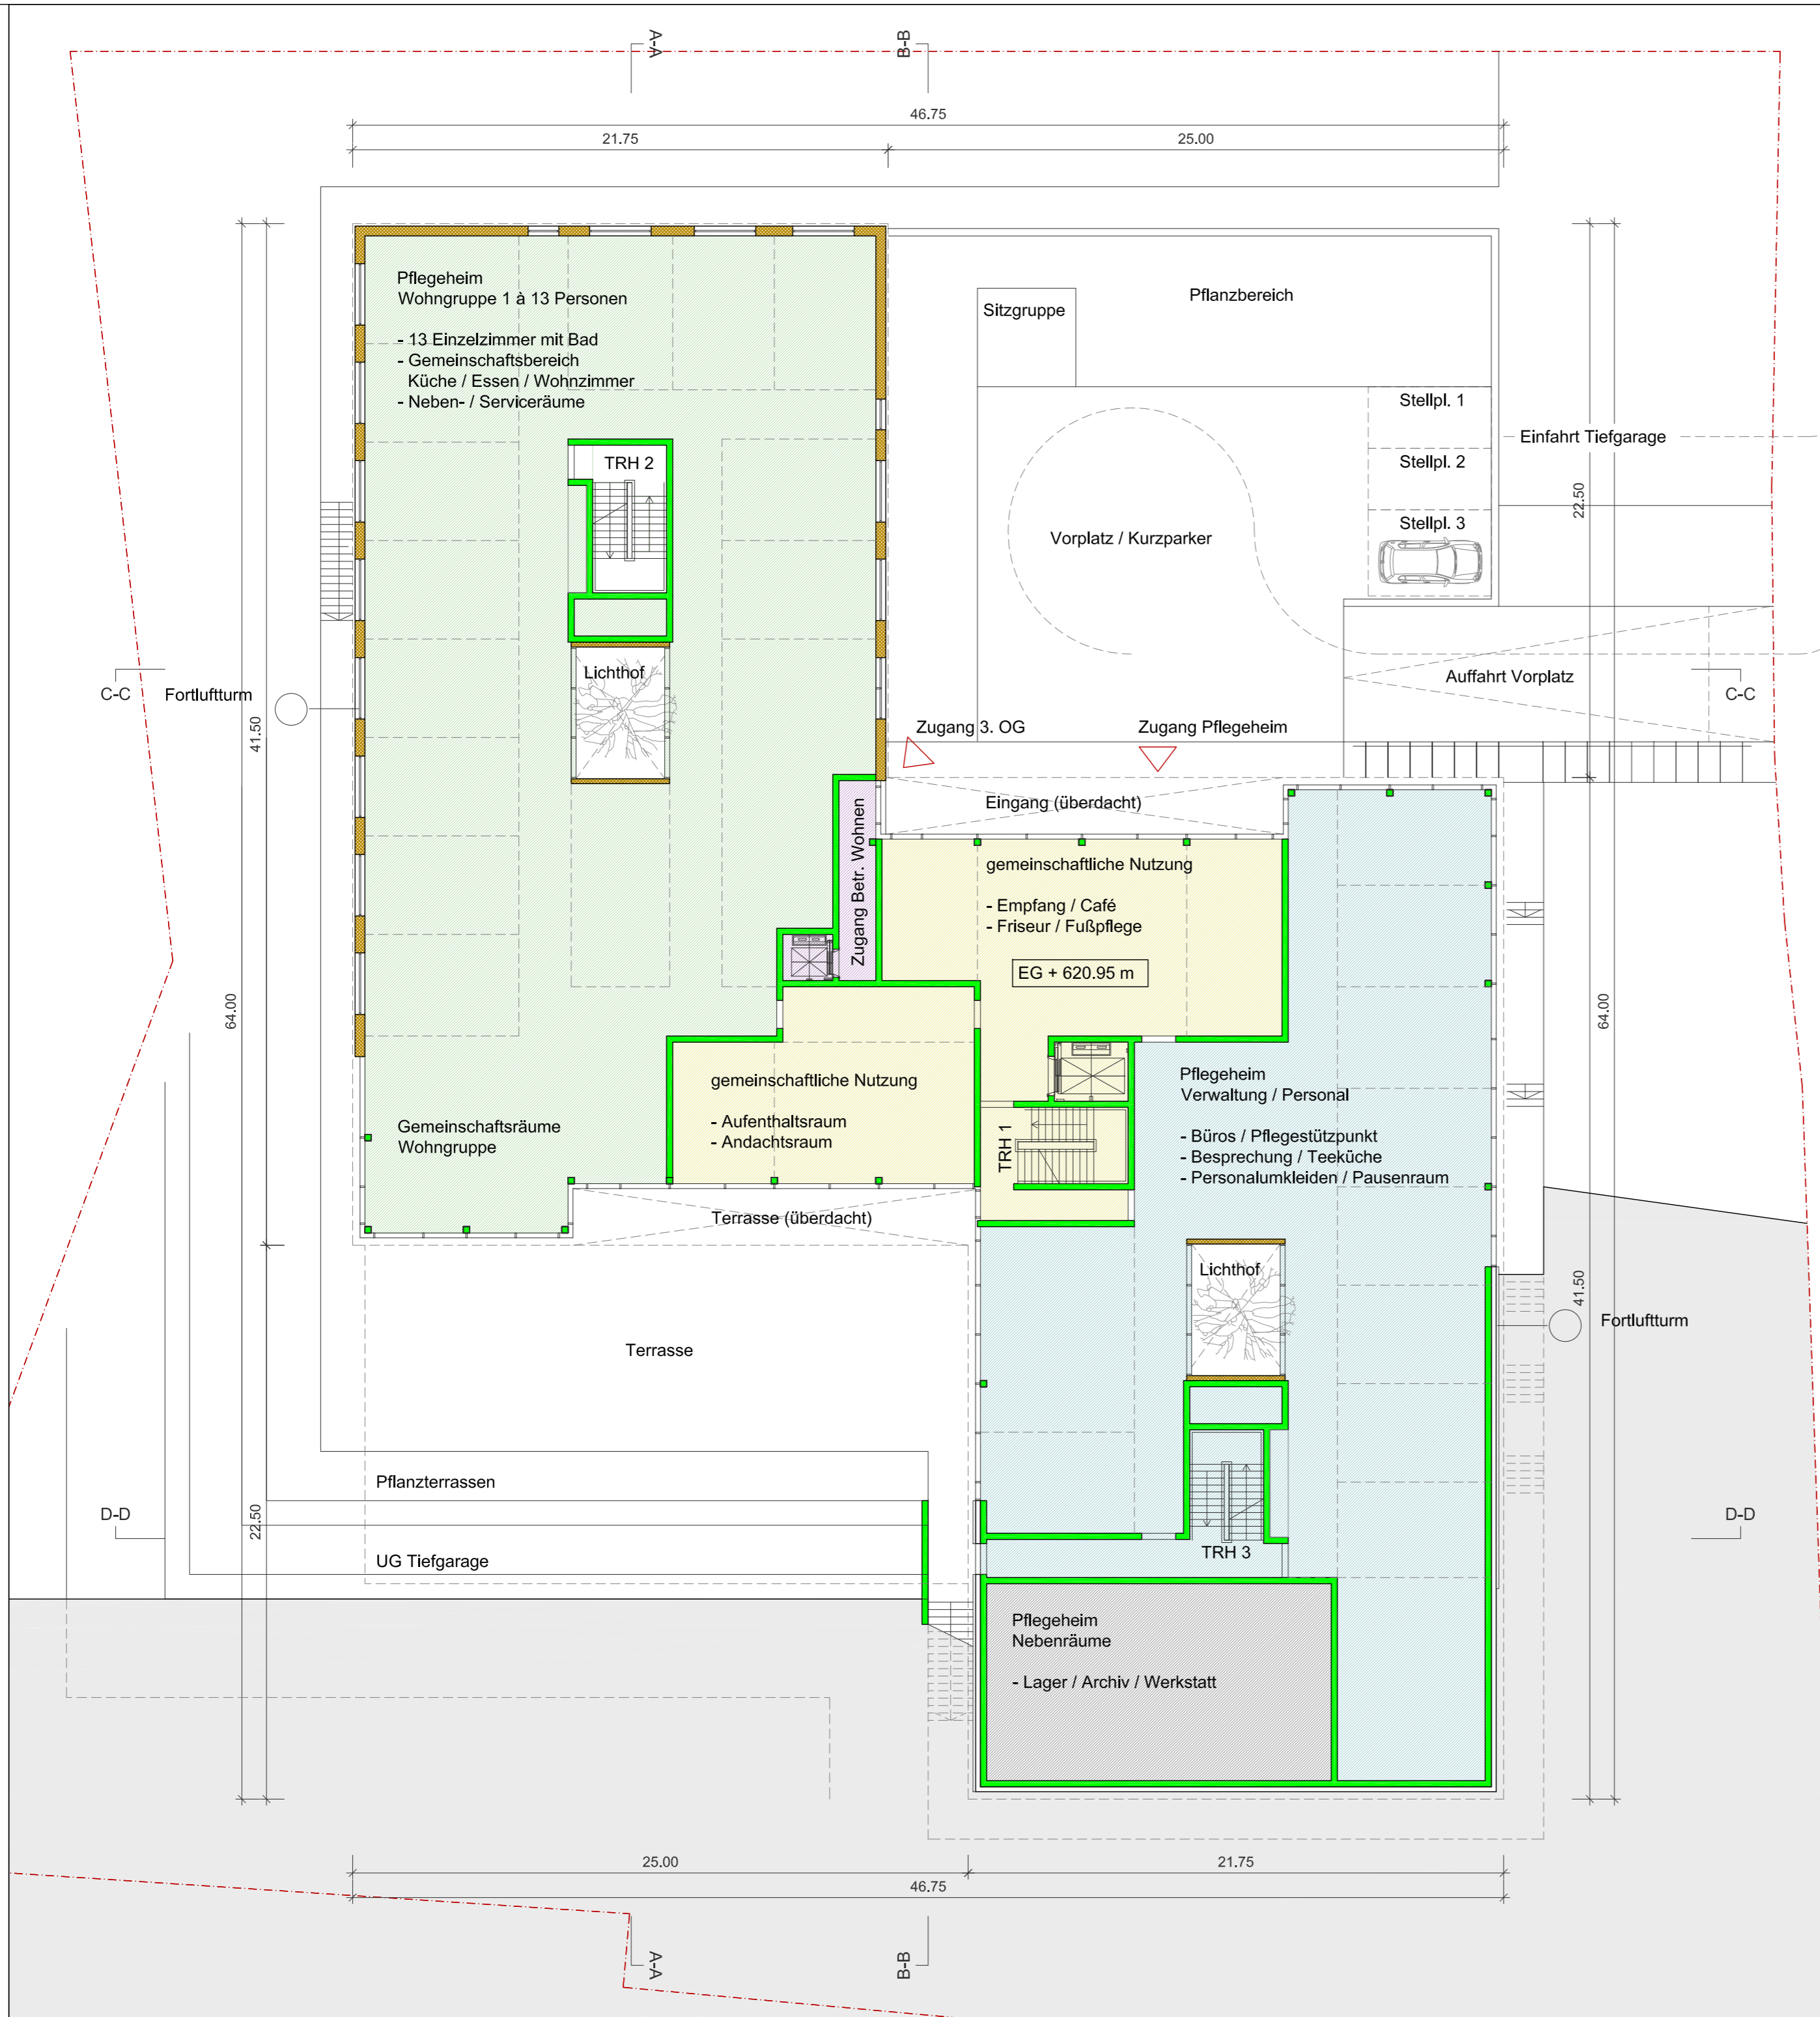 A-A
B-B
46.75
21.75
25.00
Pflegeheim
Wohngruppe 1 à 13 Personen
- 13 Einzelzimmer mit Bad
- Gemeinschaftsbereich
Küche / Essen / Wohnzimmer
- Neben- / Serviceräume
Sitzgruppe
Pflanzbereich
Stellpl. 1
Stellpl. 2
Stellpl. 3
Einfahrt Tiefgarage
22.50
TRH 2
Vorplatz / Kurzparker
Lichthof
C-C
Fortluftturm
41.50
Auffahrt Vorplatz
C-C
Zugang 3. OG
Zugang Pflegeheim
Eingang (überdacht)
Zugang Betr. Wohnen
gemeinschaftliche Nutzung
- Empfang / Café
- Friseur / Fußpflege
EG + 620.95 m
64.00
64.00
gemeinschaftliche Nutzung
- Aufenthaltsraum
- Andachtsraum
Gemeinschaftsräume
Wohngruppe
TRH 1
Pflegeheim
Verwaltung / Personal
- Büros / Pflegestützpunkt
- Besprechung / Teeküche
- Personalumkleiden / Pausenraum
Terrasse (überdacht)
Lichthof
41.50
Fortluftturm
Terrasse
Pflanzterrassen
D-D
22.50
UG Tiefgarage
TRH 3
D-D
Pflegeheim
Nebenräume
- Lager / Archiv / Werkstatt
25.00
21.75
46.75
A-A
B-B